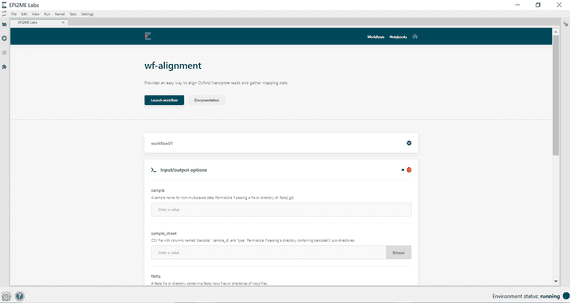 EPI2ME Labs
File Edit View Run Kernel Tabs Settings
EPI2ME Labs
Workflows Notebooks
wf-alignment
Provides an easy way to align Oxford Nanopore reads and gather mapping stats
Launch workflow Documentation
workflow01
Input/output options
sample
A sample name for non-multiplexed data. Permissible if passing a file or directory of .fastq(.gz).
Enter a value
sample_sheet
CSV file with columns named `barcode`, `sample_id` and `type`. Permissible if passing a directory containing barcodeXX sub-directories.
Enter a value Browse
fastq
A fastq file or directory containing fastq input files or directories of input files.
Environment status: running